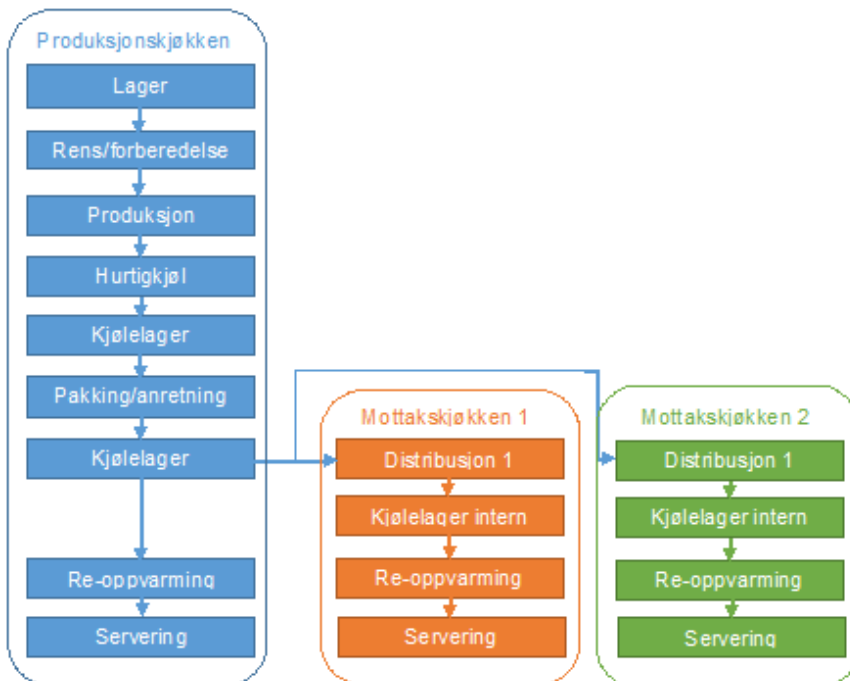 Produksjonskjøkken
Lager
Rens/forberedelse
Produksjon
Hurtigkjøl
Kjølelager
Pakking/anretning
Kjølelager
Re-oppvarming
Servering
Mottakskjøkken 1
Distribusjon 1
Kjølelager intern
Re-oppvarming
Servering
Mottakskjøkken 2
Distribusjon 1
Kjølelager intern
Re-oppvarming
Servering